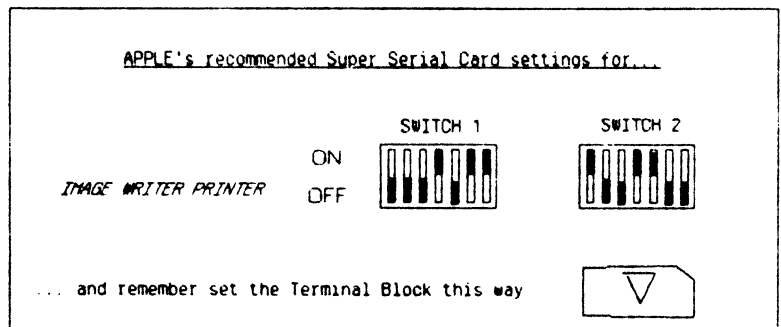 APPLE's recommended Super Serial Card settings for...
SWITCH 1 SWITCH 2
ON
IMAGE WRITER PRINTER
OFF
... and remember set the Terminal Block this way